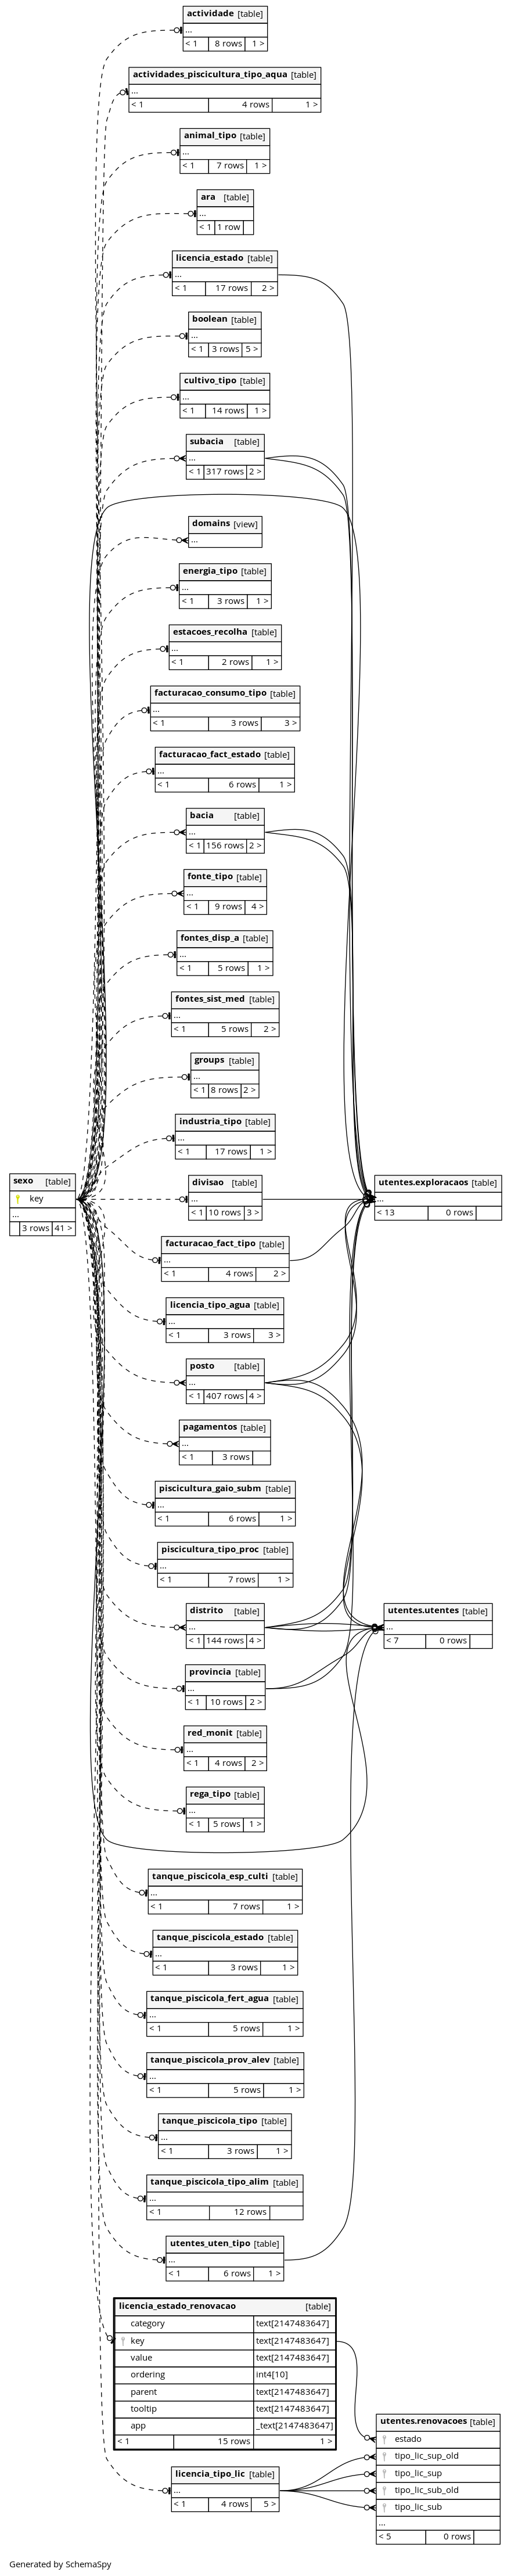 actividade [table]
...
< 1 8 rows 1 >
actividades_piscicultura_tipo_aqua [table]
...
< 1 4 rows 1 >
animal_tipo [table]
...
< 1 7 rows 1 >
ara [table]
...
< 1 1 row
licencia_estado [table]
...
< 1 17 rows 2 >
boolean [table]
...
< 1 3 rows 5 >
cultivo_tipo [table]
...
< 1 14 rows 1 >
subacia [table]
...
< 1 317 rows 2 >
domains [view]
...
energia_tipo [table]
...
< 1 3 rows 1 >
estacoes_recolha [table]
...
< 1 2 rows 1 >
facturacao_consumo_tipo [table]
...
< 1 3 rows 3 >
facturacao_fact_estado [table]
...
< 1 6 rows 1 >
bacia [table]
...
< 1 156 rows 2 >
fonte_tipo [table]
...
< 1 9 rows 4 >
fontes_disp_a [table]
...
< 1 5 rows 1 >
fontes_sist_med [table]
...
< 1 5 rows 2 >
groups [table]
...
< 1 8 rows 2 >
industria_tipo [table]
...
< 1 17 rows 1 >
sexo [table]
key
...
3 rows 41 >
divisao [table]
...
< 1 10 rows 3 >
utentes.exploracaos [table]
...
< 13 0 rows
facturacao_fact_tipo [table]
...
< 1 4 rows 2 >
licencia_tipo_agua [table]
...
< 1 3 rows 3 >
posto [table]
...
< 1 407 rows 4 >
pagamentos [table]
...
< 1 3 rows
piscicultura_gaio_subm [table]
...
< 1 6 rows 1 >
piscicultura_tipo_proc [table]
...
< 1 7 rows 1 >
distrito [table]
...
< 1 144 rows 4 >
utentes.utentes [table]
...
< 7 0 rows
provincia [table]
...
< 1 10 rows 2 >
red_monit [table]
...
< 1 4 rows 2 >
rega_tipo [table]
...
< 1 5 rows 1 >
tanque_piscicola_esp_culti [table]
...
< 1 7 rows 1 >
tanque_piscicola_estado [table]
...
< 1 3 rows 1 >
tanque_piscicola_fert_agua [table]
...
< 1 5 rows 1 >
tanque_piscicola_prov_alev [table]
...
< 1 5 rows 1 >
tanque_piscicola_tipo [table]
...
< 1 3 rows 1 >
tanque_piscicola_tipo_alim [table]
...
< 1 12 rows
utentes_uten_tipo [table]
...
< 1 6 rows 1 >
licencia_estado_renovacao [table]
category text[2147483647]
key text[2147483647]
value text[2147483647]
ordering int4[10]
parent text[2147483647]
tooltip text[2147483647]
app _text[2147483647]
< 1 15 rows 1 >
utentes.renovacoes [table]
estado
tipo_lic_sup_old
tipo_lic_sup
tipo_lic_sub_old
tipo_lic_sub
...
< 5 0 rows
licencia_tipo_lic [table]
...
< 1 4 rows 5 >
Generated by SchemaSpy